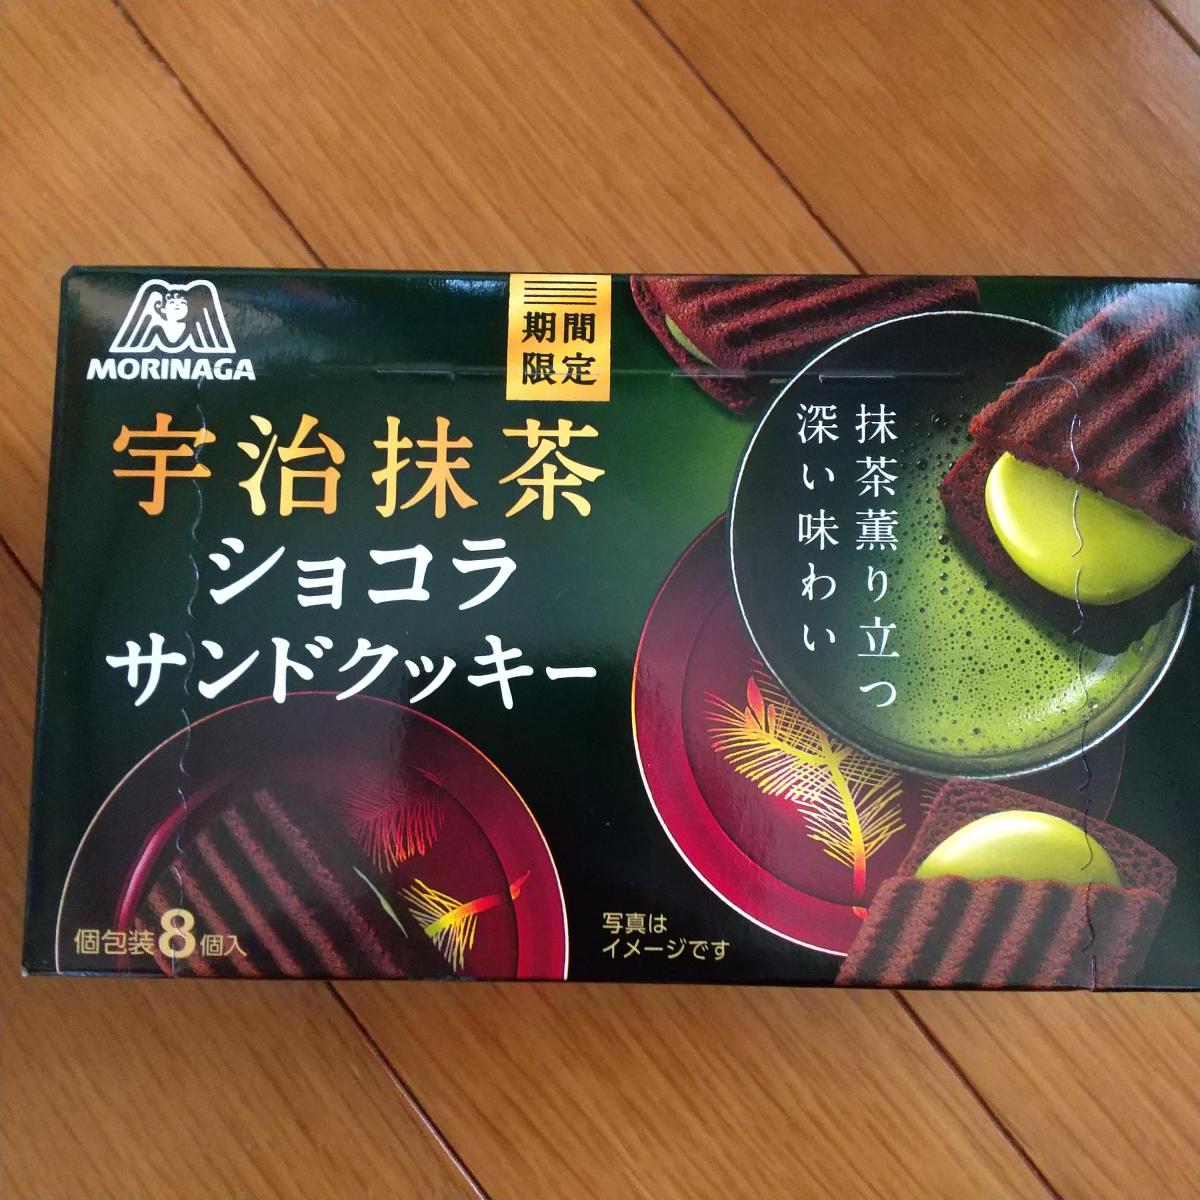 MORINAGA
期間
限定
宇治抹茶
ショコラ
サンドクッキー
抹茶薫り立つ
深い味わい
個包装8個入
写真は
イメージです